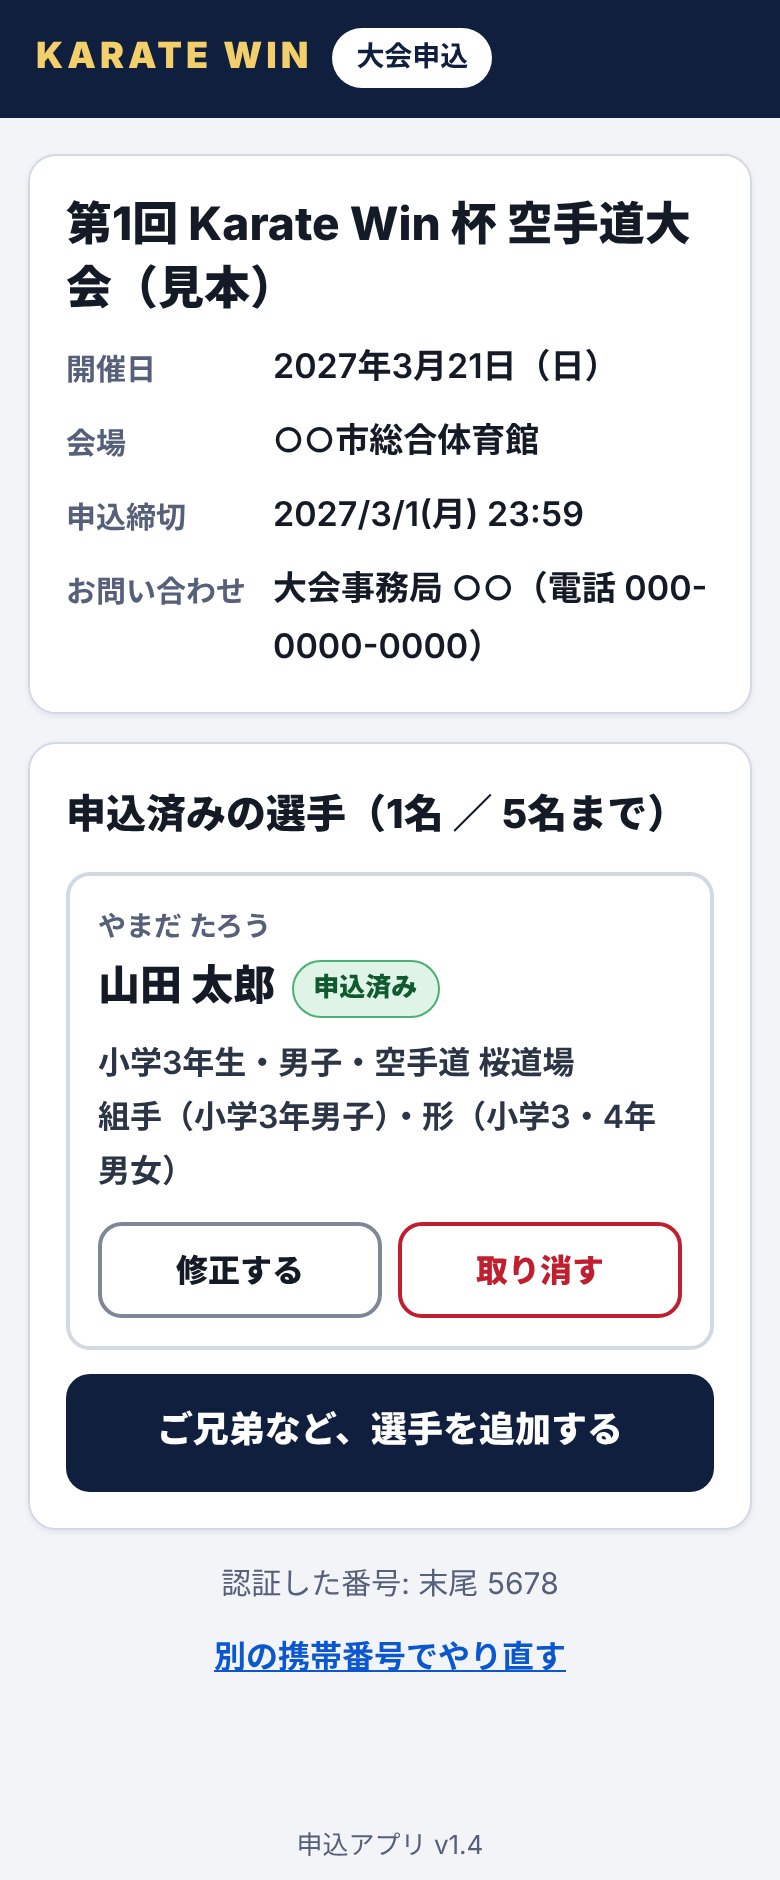 KARATE WIN 大会申込
第1回 Karate Win 杯 空手道大
会（見本）
開催日 2027年3月21日（日）
会場 〇〇市総合体育館
申込締切 2027/3/1(月) 23:59
お問い合わせ 大会事務局 〇〇（電話 000-
0000-0000）
申込済みの選手（1名 ／ 5名まで）
やまだ たろう
山田 太郎 申込済み
小学3年生・男子・空手道 桜道場
組手（小学3年男子）・形（小学3・4年
男女）
修正する 取り消す
ご兄弟など、選手を追加する
認証した番号: 末尾 5678
別の携帯番号でやり直す
申込アプリ v1.4